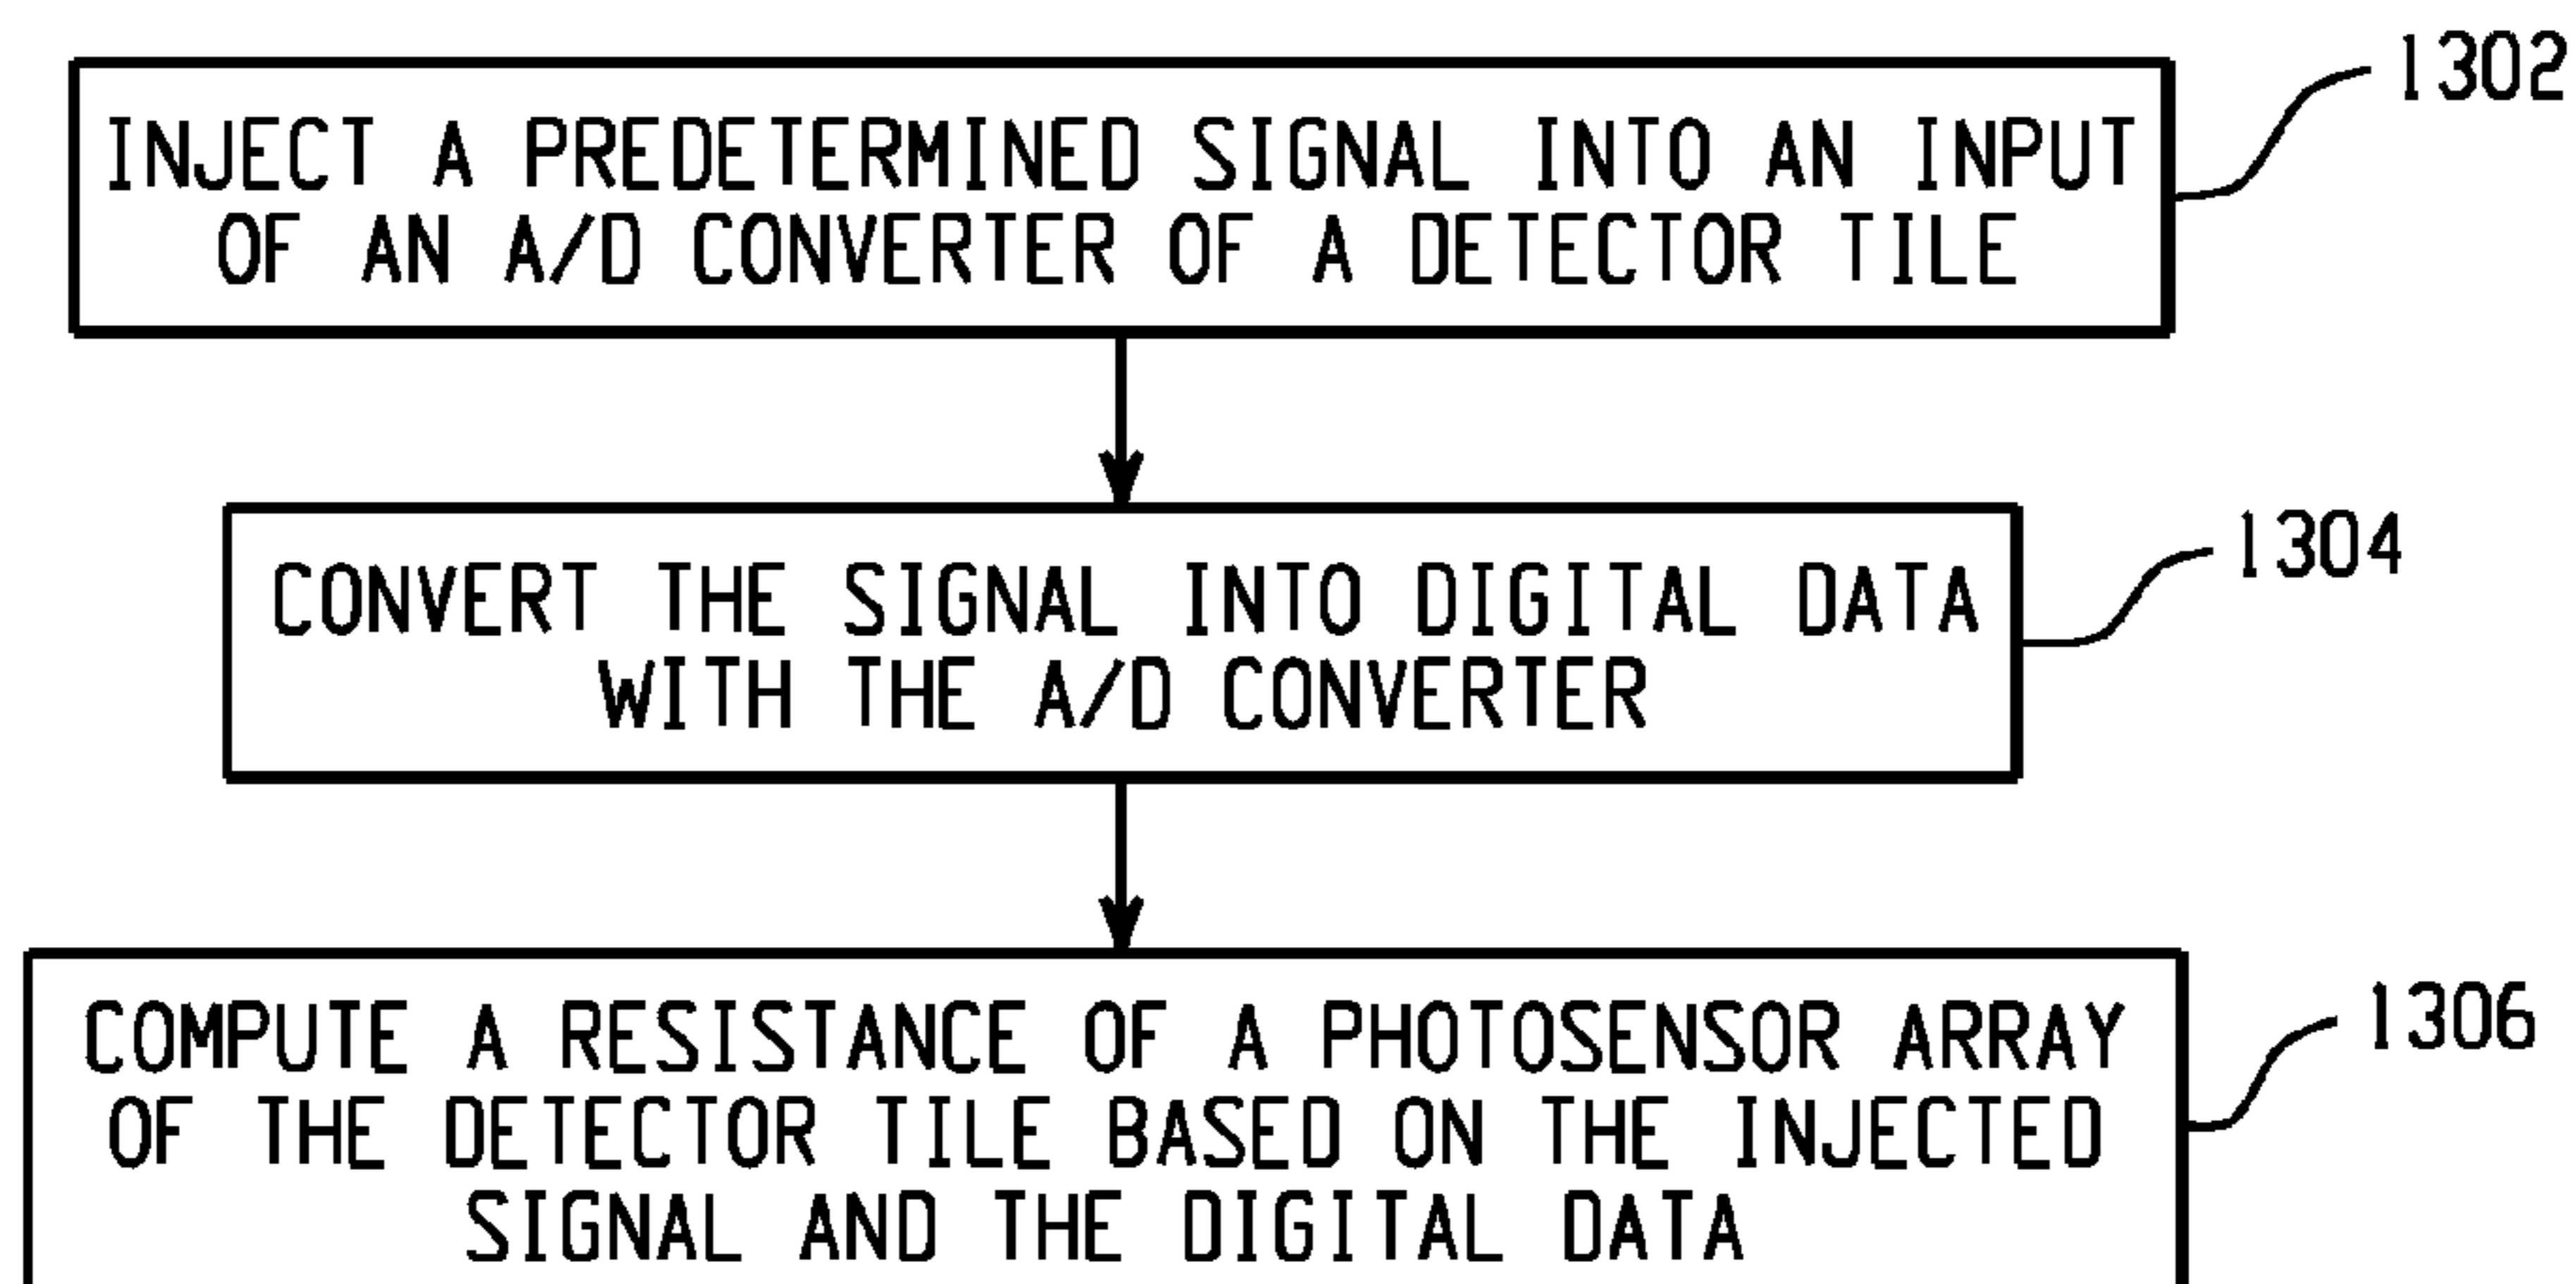 1302
INJECT A PREDETERMINED SIGNAL INTO AN INPUT
OF AN A/D CONVERTER OF A DETECTOR TILE
1304
CONVERT THE SIGNAL INTO DIGITAL DATA
WITH THE A/D CONVERTER
1306
COMPUTE A RESISTANCE OF A PHOTOSENSOR ARRAY
OF THE DETECTOR TILE BASED ON THE INJECTED
SIGNAL AND THE DIGITAL DATA